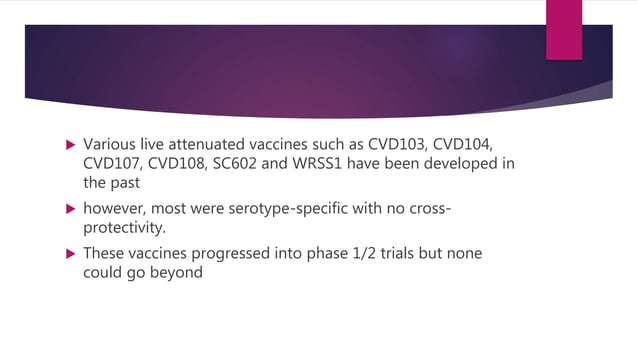 Various live attenuated vaccines such as CVD103, CVD104,
CVD107, CVD108, SC602 and WRSS1 have been developed in
the past
however, most were serotype-specific with no cross-
protectivity.
These vaccines progressed into phase 1/2 trials but none
could go beyond